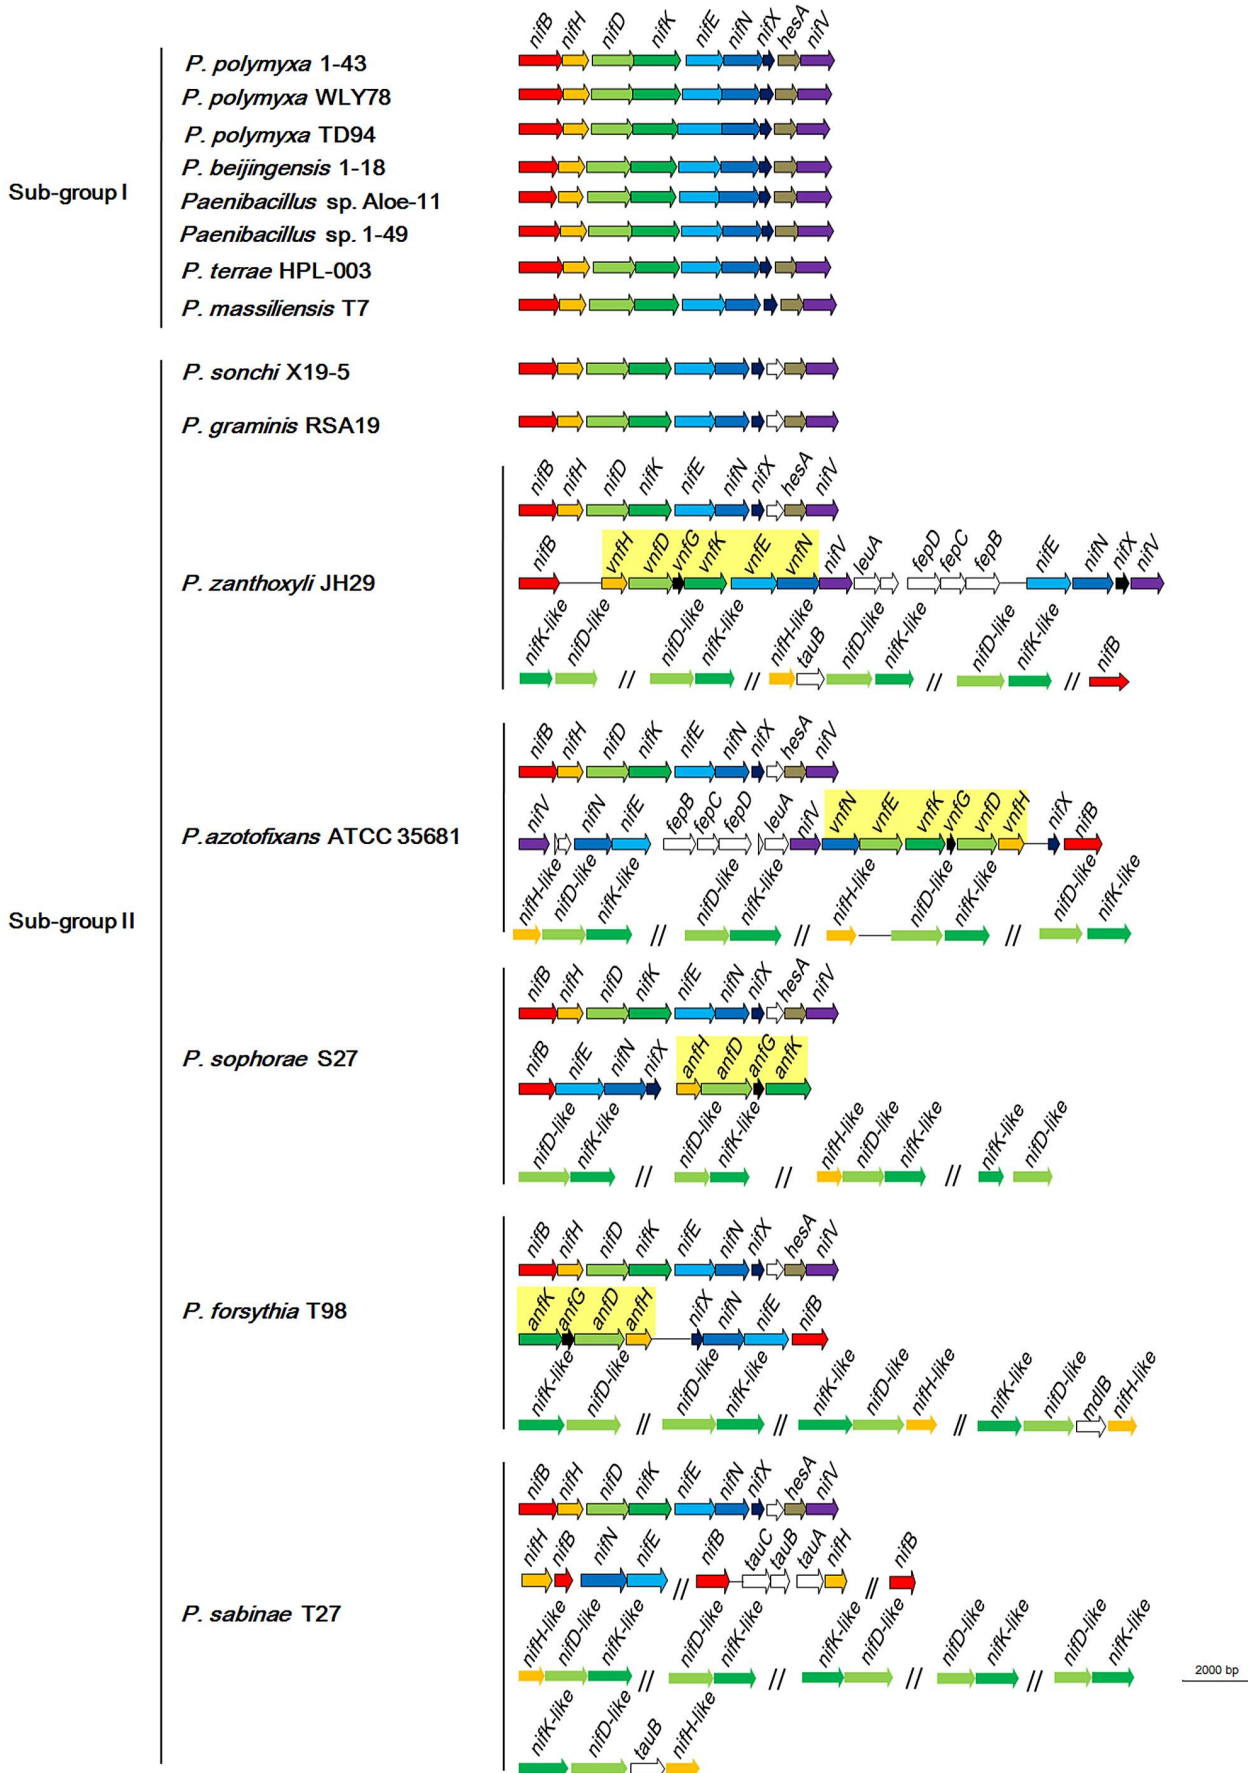 nifB nifH nifD nifK nifE nifN nifX hesA nifV
P. polymyxa 1-43
P. polymyxa WLY78
P. polymyxa TD94
P. beijingensis 1-18
Sub-group I
Paenibacillus sp. Aloe-11
Paenibacillus sp. 1-49
P. terrae HPL-003
P. massiliensis T7
P. sonchi X19-5
P. graminis RSA19
nifB nifH nifD nifK nifE nifN nifX hesA nifV
nifB vnfH vnfD vnfG vnfK vnfE vnfN nifV leuA fepD fepC fepB nifE nifN nifX nifV
P. zanthoxyli JH29
nifK-like nifD-like // nifD-like nifK-like // nifH-like tauB nifD-like nifK-like // nifD-like nifK-like // nifB
nifB nifH nifD nifK nifE nifN nifX hesA nifV
nifV nifN nifE fepB fepC fepD leuA nifV vnfN vnfE vnfK vnfG vnfD vnfH nifX nifB
P.azotofixans ATCC 35681
Sub-group II
nifH-like nifD-like nifK-like // nifD-like nifK-like // nifH-like nifD-like nifK-like // nifD-like nifK-like
nifB nifH nifD nifK nifE nifN nifX hesA nifV
P. sophorae S27
nifB nifE nifN nifX anfH anfD anfG anfK
nifD-like nifK-like // nifD-like nifK-like // nifH-like nifD-like nifK-like // nifK-like nifD-like
nifB nifH nifD nifK nifE nifN nifX hesA nifV
P. forsythia T98
anfK anfG anfD anfH nifX nifN nifE nifB
nifK-like nifD-like // nifD-like nifK-like // nifK-like nifD-like nifH-like // nifK-like nifD-like mdlB nifH-like
nifB nifH nifD nifK nifE nifN nifX hesA nifV
nifH nifB nifN nifE // nifB tauC tauB tauA nifH // nifB
P. sabinae T27
nifH-like nifD-like nifK-like // nifD-like nifK-like // nifK-like nifD-like // nifD-like nifK-like // nifD-like nifK-like
2000 bp
nifK-like nifD-like tauB nifH-like